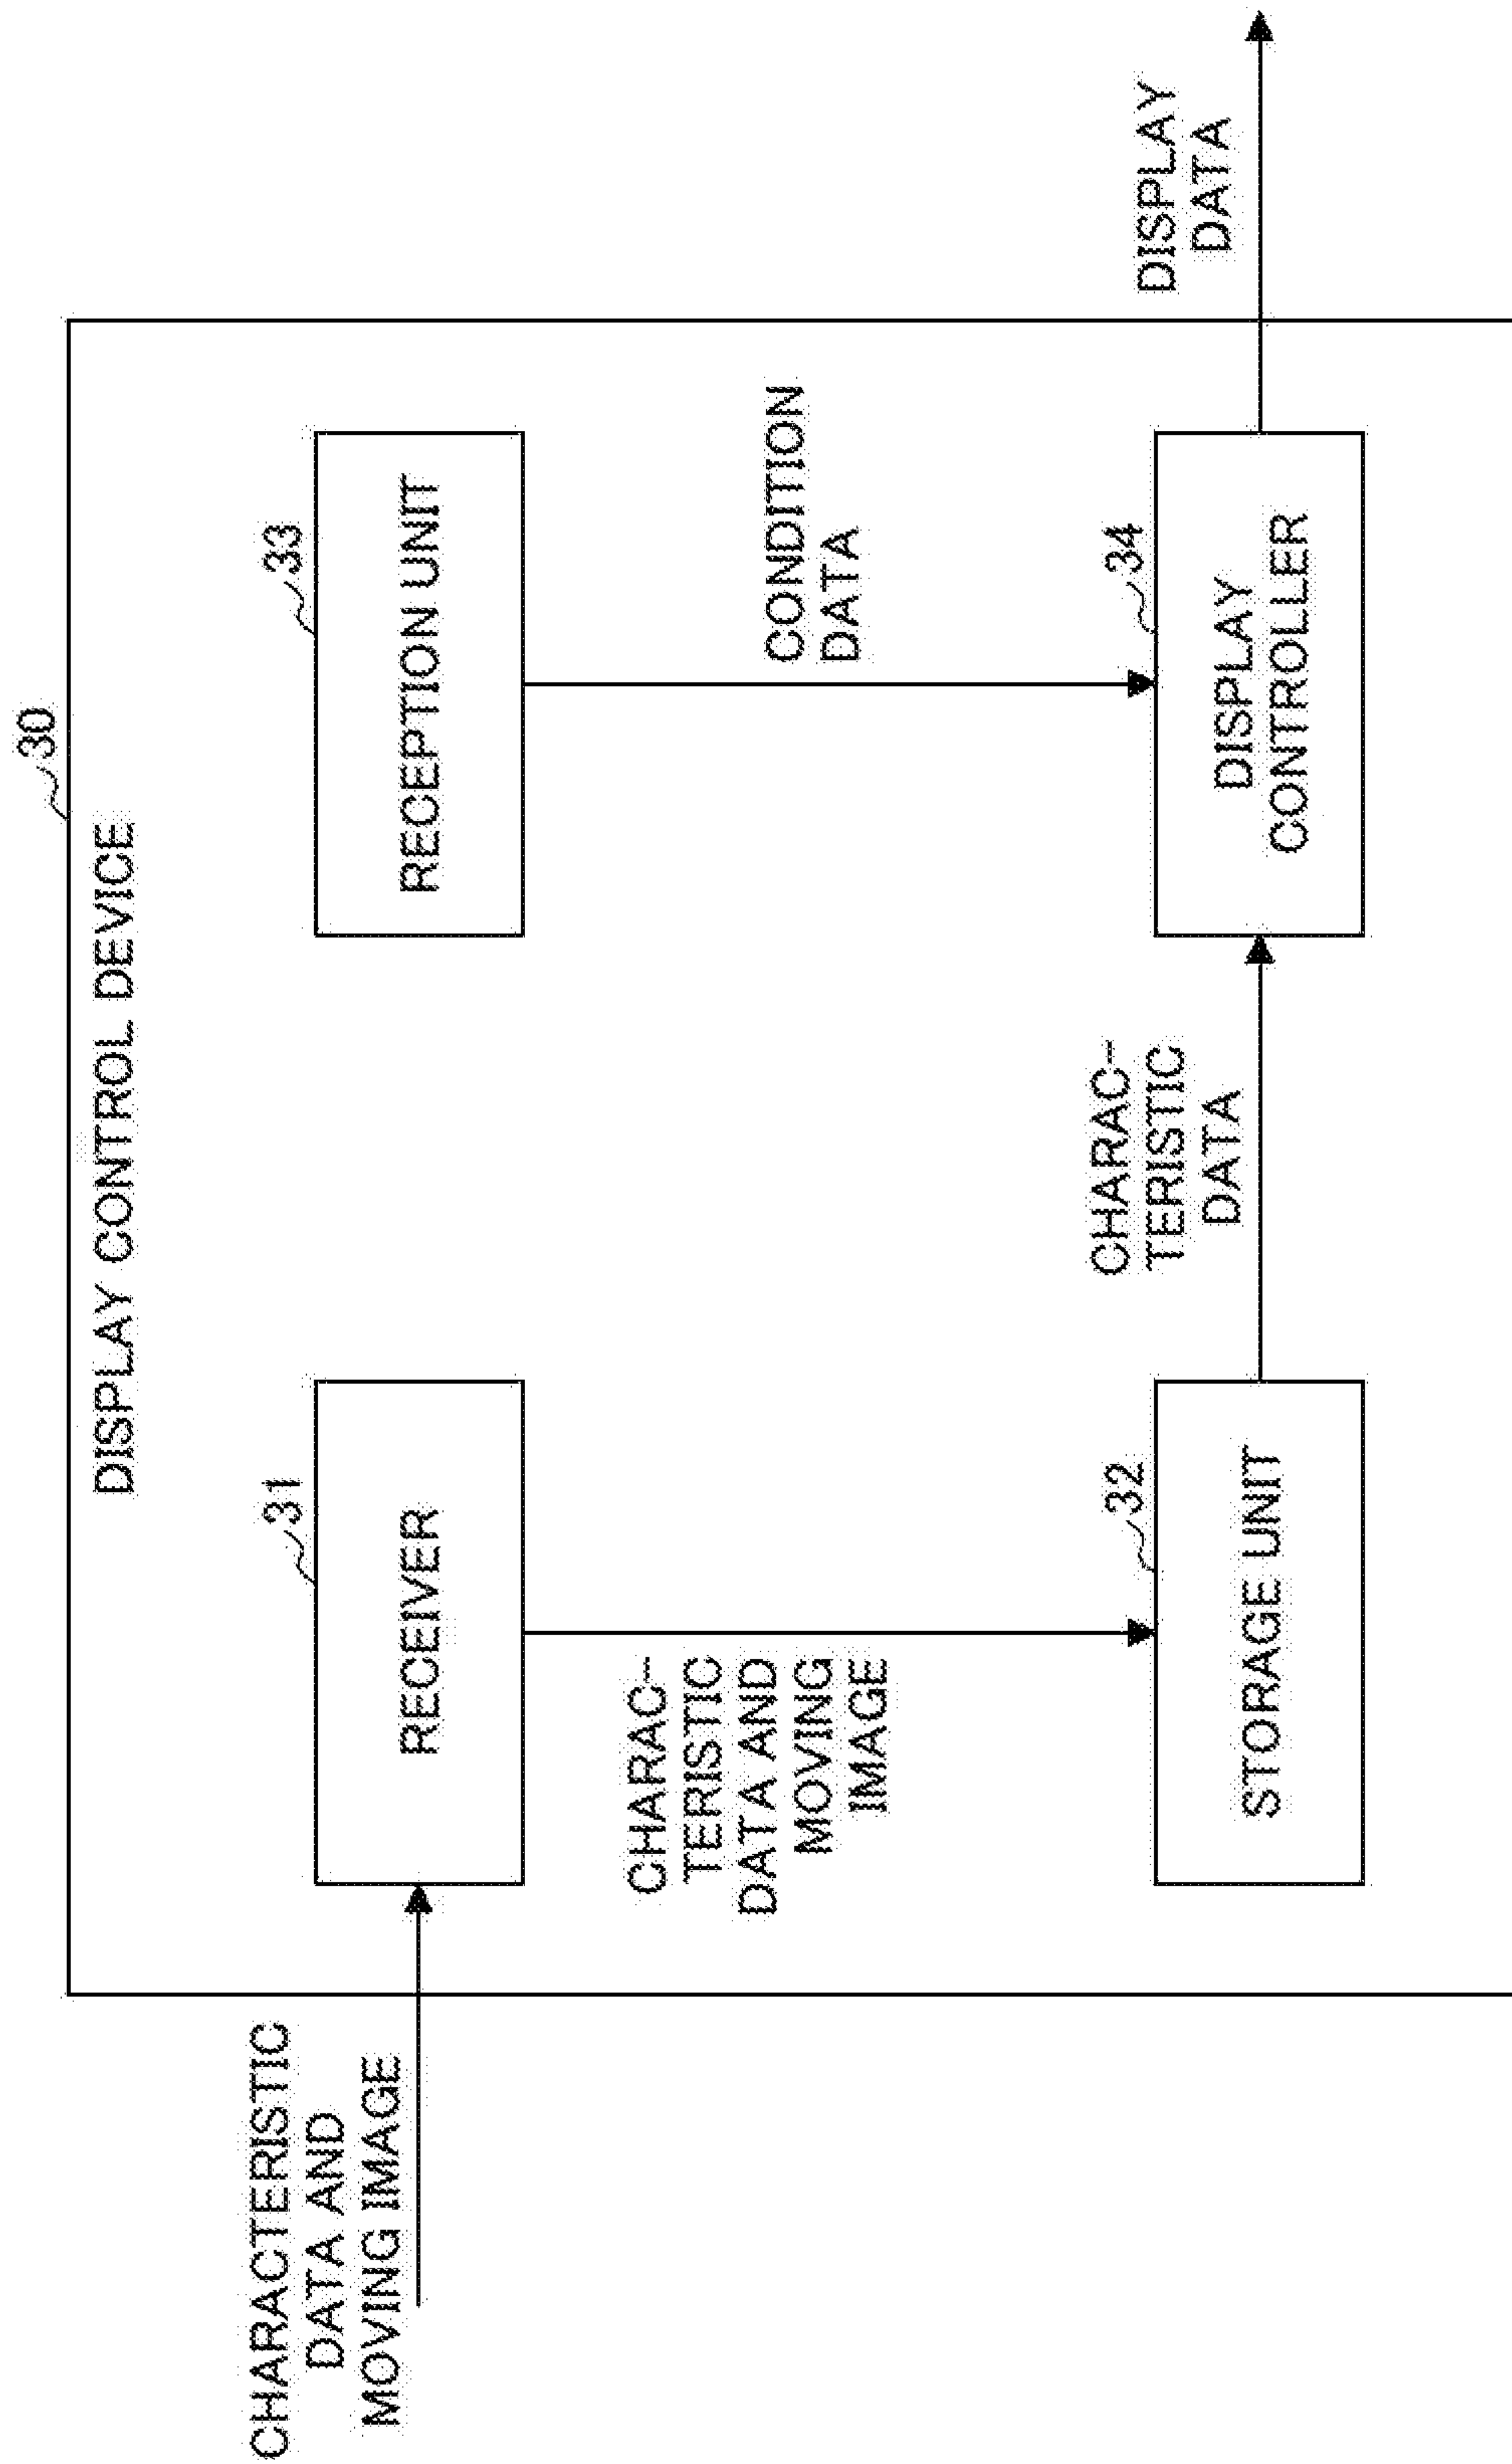 30
DISPLAY CONTROL DEVICE
CHARACTERISTIC
DATA AND
MOVING IMAGE
31
RECEIVER
33
RECEPTION UNIT
CHARAC-
TERISTIC
DATA AND
MOVING
IMAGE
CONDITION
DATA
32
STORAGE UNIT
CHARAC-
TERISTIC
DATA
34
DISPLAY
CONTROLLER
DISPLAY
DATA